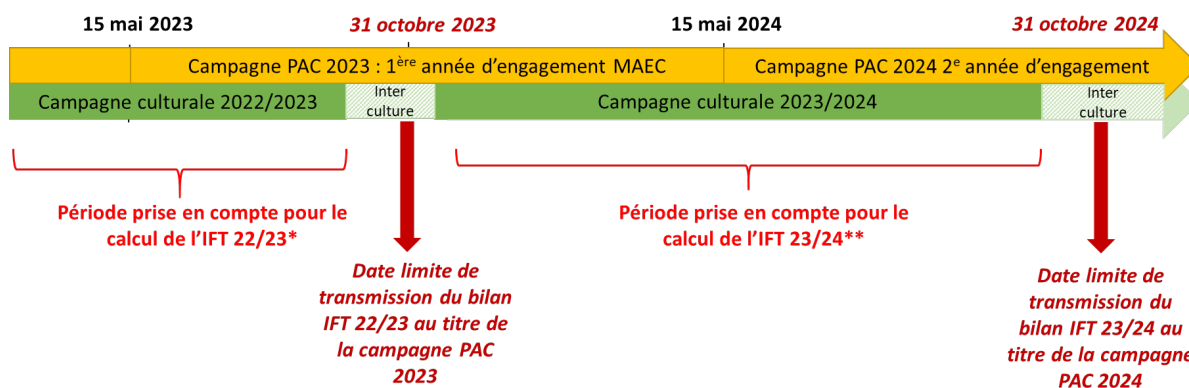 15 mai 2023
31 octobre 2023
15 mai 2024
31 octobre 2024
Campagne PAC 2023 : 1ère année d'engagement MAEC
Campagne PAC 2024 2e année d'engagement
Campagne culturale 2022/2023
Inter
culture
Campagne culturale 2023/2024
Inter
culture
Période prise en compte pour le
calcul de l'IFT 22/23*
Période prise en compte pour le
calcul de l'IFT 23/24**
Date limite de
transmission du bilan
IFT 22/23 au titre de
la campagne PAC
2023
Date limite de
transmission du
bilan IFT 23/24 au
titre de la campagne
PAC 2024